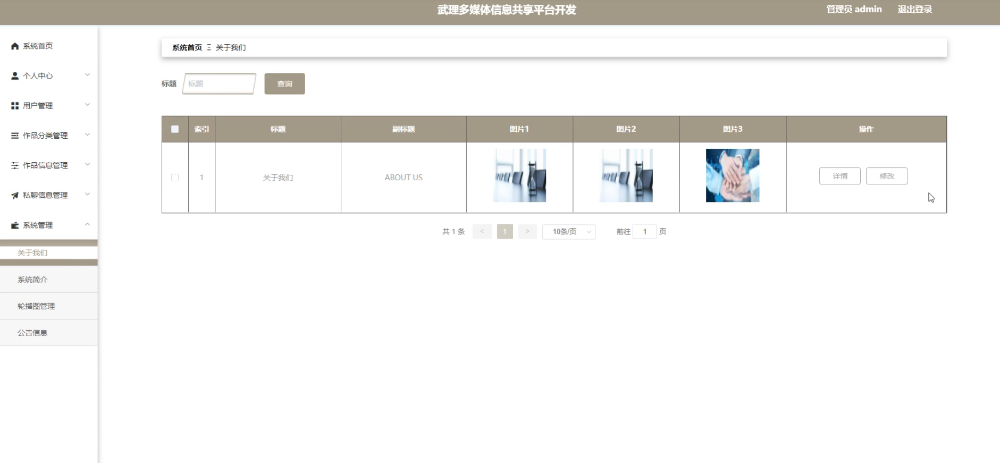 武理多媒体信息共享平台开发
管理员 admin 退出登录
系统首页
个人中心
用户管理
作品分类管理
作品信息管理
私聊信息管理
系统管理
关于我们
系统简介
轮播图管理
公告信息
系统首页 Ξ 关于我们
标题 标题 查询
索引 标题 副标题 图片1 图片2 图片3 操作
1 关于我们 ABOUT US 详情 修改
共 1 条 < 1 > 10条/页 前往 1 页